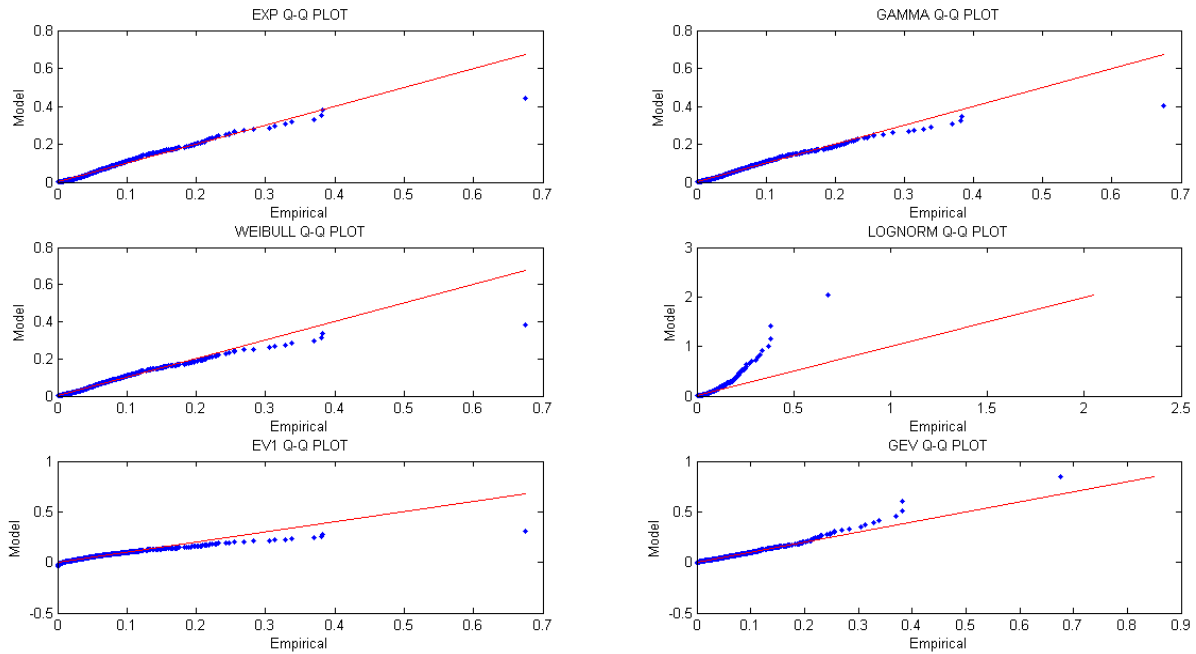 EXP Q-Q PLOT
0.8
0.6
0.4
0.2
0
Model
0 0.1 0.2 0.3 0.4 0.5 0.6 0.7
Empirical
GAMMA Q-Q PLOT
0.8
0.6
0.4
0.2
0
Model
0 0.1 0.2 0.3 0.4 0.5 0.6 0.7
Empirical
WEIBULL Q-Q PLOT
0.8
0.6
0.4
0.2
0
Model
0 0.1 0.2 0.3 0.4 0.5 0.6 0.7
Empirical
LOGNORM Q-Q PLOT
3
2
1
0
Model
0 0.5 1 1.5 2 2.5
Empirical
EV1 Q-Q PLOT
1
0.5
0
-0.5
Model
0 0.1 0.2 0.3 0.4 0.5 0.6 0.7
Empirical
GEV Q-Q PLOT
1
0.5
0
-0.5
Model
0 0.1 0.2 0.3 0.4 0.5 0.6 0.7 0.8 0.9
Empirical